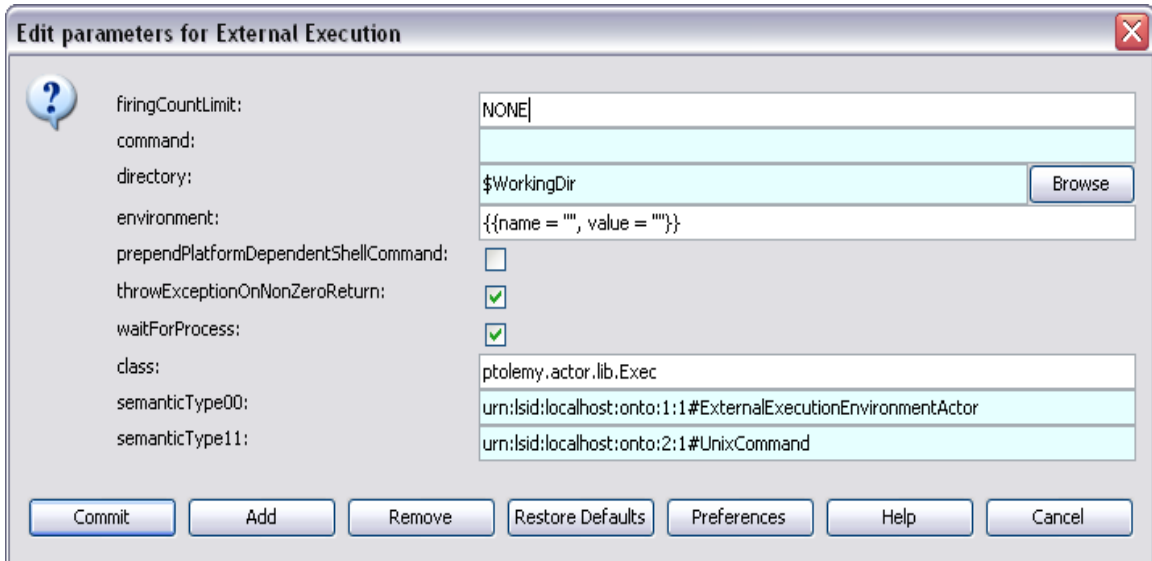 Edit parameters for External Execution
firingCountLimit: NONE
command:
directory: $WorkingDir Browse
environment: {{name = "", value = ""}}
prependPlatformDependentShellCommand:
throwExceptionOnNonZeroReturn:
waitForProcess:
class: ptolemy.actor.lib.Exec
semanticType00: urn:lsid:localhost:onto:1:1#ExternalExecutionEnvironmentActor
semanticType11: urn:lsid:localhost:onto:2:1#UnixCommand
Commit Add Remove Restore Defaults Preferences Help Cancel